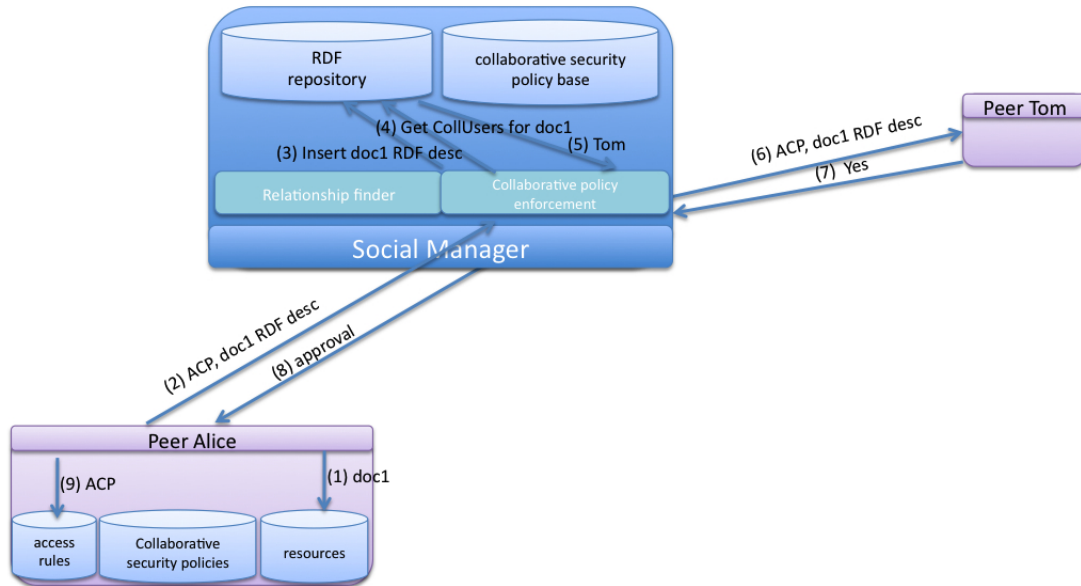 RDF
repository
collaborative security
policy base
(4) Get CollUsers for doc1
(5) Tom
(3) Insert doc1 RDF desc
Relationship finder
Collaborative policy
enforcement
Social Manager
Peer Tom
(6) ACP, doc1 RDF desc
(7) Yes
(2) ACP, doc1 RDF desc
(8) approval
Peer Alice
(9) ACP
(1) doc1
access
rules
Collaborative
security policies
resources